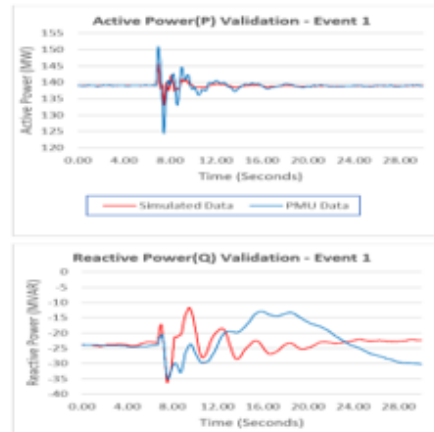 Active Power(P) Validation - Event 1
Active Power (MW)
155
150
145
140
135
130
125
120
0.00 4.00 8.00 12.00 16.00 20.00 24.00 28.00
Time (Seconds)
Simulated Data PMU Data
Reactive Power(Q) Validation - Event 1
Reactive Power (MVAR)
0
-5
-10
-15
-20
-25
-30
-35
-40
0.00 4.00 8.00 12.00 16.00 20.00 24.00 28.00
Time (Seconds)